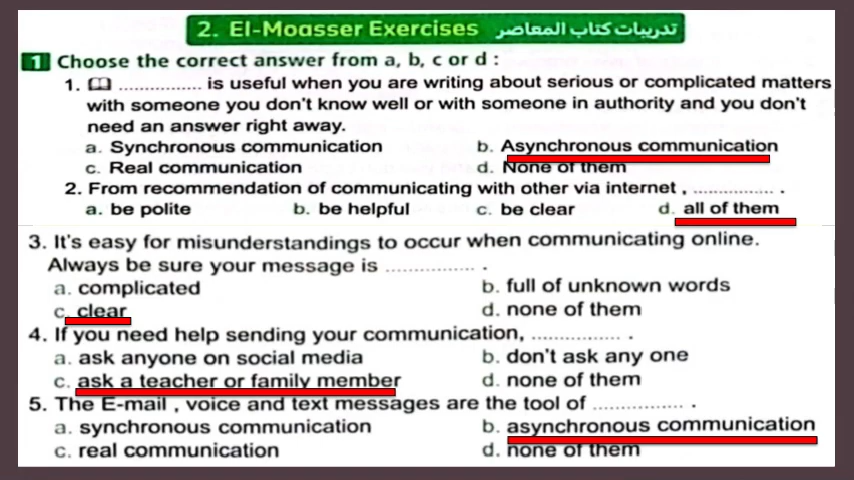 2. El-Moasser Exercises تدريبات كتاب المعاصر
1 Choose the correct answer from a, b, c or d :
1. ............... is useful when you are writing about serious or complicated matters
with someone you don't know well or with someone in authority and you don't
need an answer right away.
a. Synchronous communication b. Asynchronous communication
c. Real communication d. None of them
2. From recommendation of communicating with other via internet , ............... .
a. be polite b. be helpful c. be clear d. all of them
3. It's easy for misunderstandings to occur when communicating online.
Always be sure your message is ............... .
a. complicated b. full of unknown words
c. clear d. none of them
4. If you need help sending your communication, ............... .
a. ask anyone on social media b. don't ask any one
c. ask a teacher or family member d. none of them
5. The E-mail , voice and text messages are the tool of ............... .
a. synchronous communication b. asynchronous communication
c. real communication d. none of them